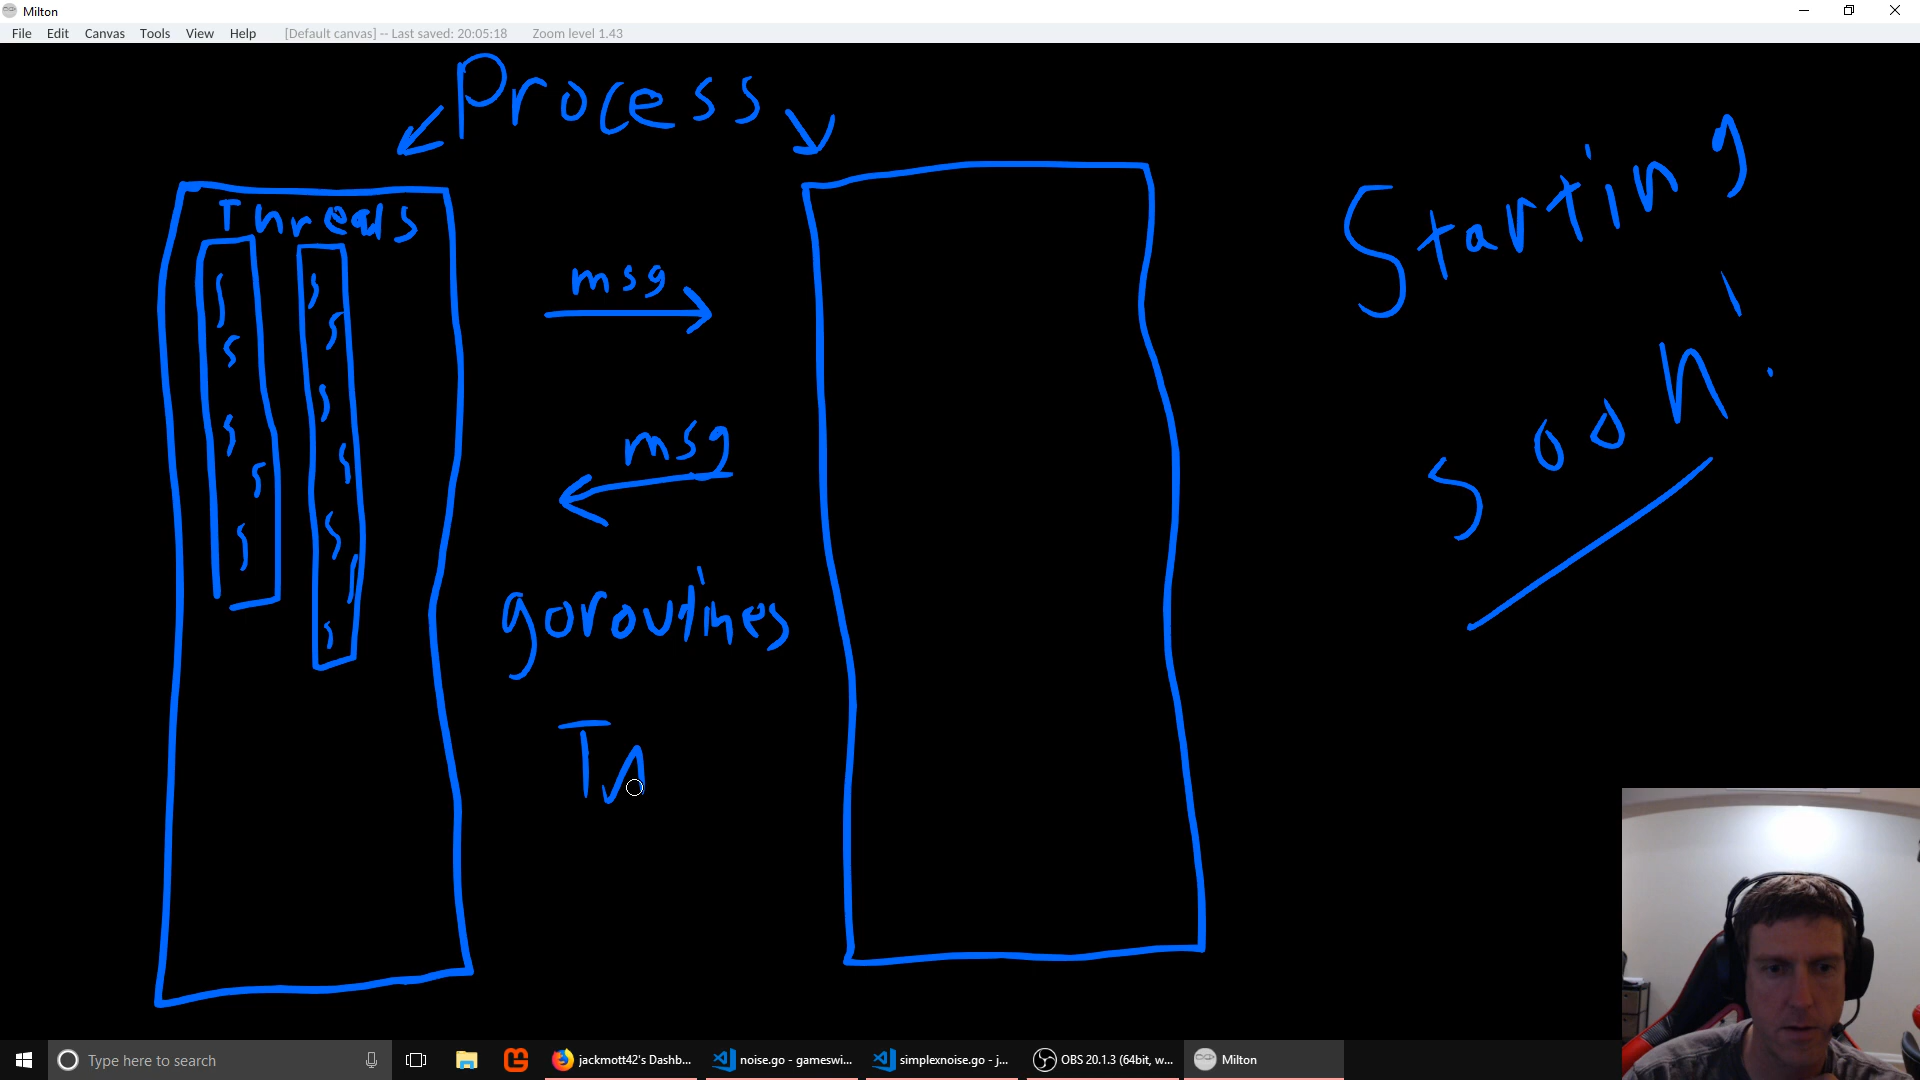 Milton
File Edit Canvas Tools View Help [Default canvas] -- Last saved: 20:05:18 Zoom level 1.43
Process
Threads
msg
msg
goroutines
Starting
soon!
Type here to search
jackmott42's Dashb...
noise.go - gameswi...
simplexnoise.go - j...
OBS 20.1.3 (64bit, w...
Milton